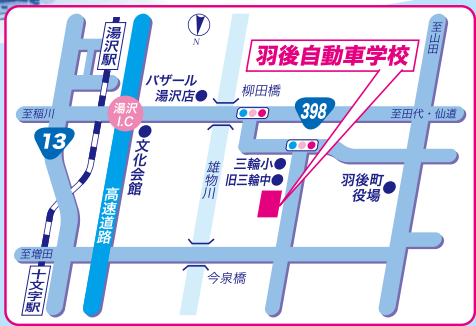 湯沢駅
N
至山田
羽後自動車学校
バザール
湯沢店
柳田橋
至稲川
湯沢
I.C
398
至田代・仙道
13
文化会館
雄物川
三輪小
旧三輪中
羽後町
役場
高速道路
至増田
十文字駅
今泉橋